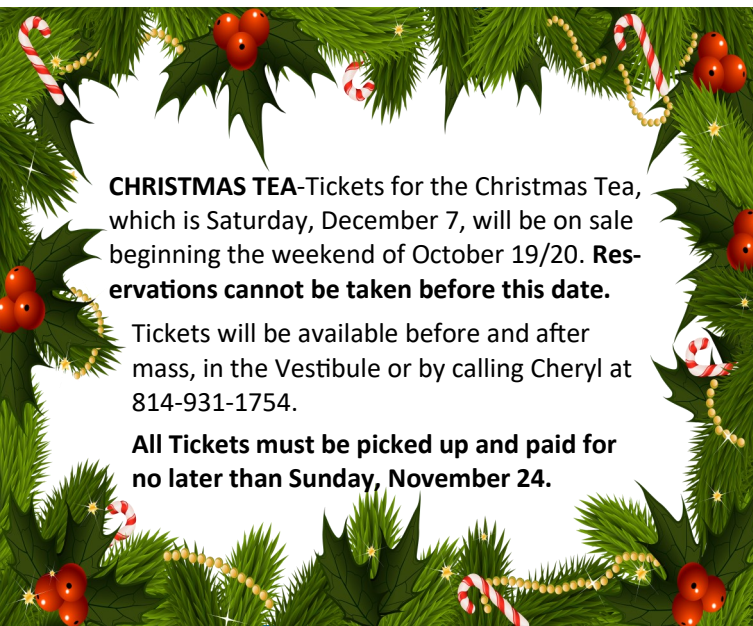 CHRISTMAS TEA-Tickets for the Christmas Tea,
which is Saturday, December 7, will be on sale
beginning the weekend of October 19/20. Res-
ervations cannot be taken before this date.
Tickets will be available before and after
mass, in the Vestibule or by calling Cheryl at
814-931-1754.
All Tickets must be picked up and paid for
no later than Sunday, November 24.